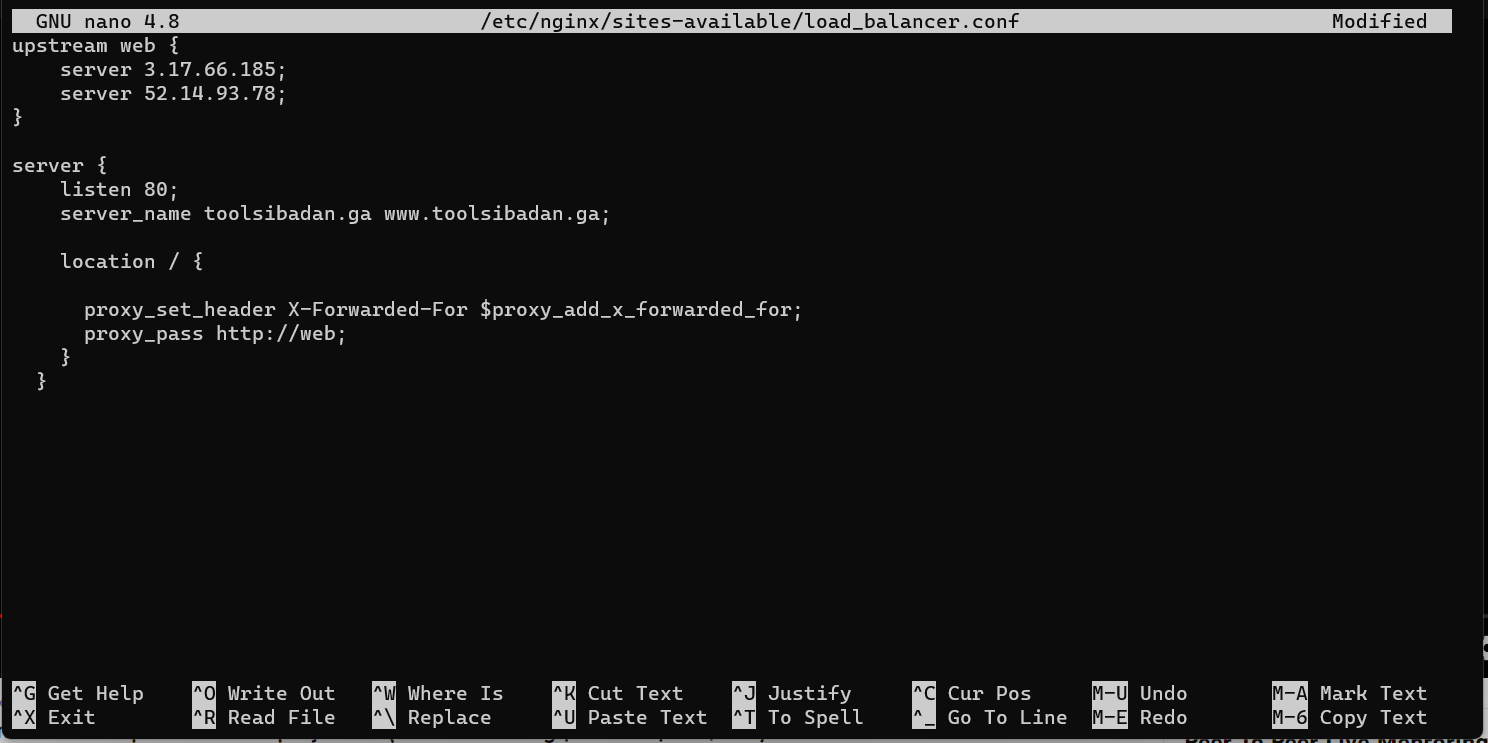 GNU nano 4.8 /etc/nginx/sites-available/load_balancer.conf Modified
upstream web {
    server 3.17.66.185;
    server 52.14.93.78;
}

server {
    listen 80;
    server_name toolsibadan.ga www.toolsibadan.ga;

    location / {

      proxy_set_header X-Forwarded-For $proxy_add_x_forwarded_for;
      proxy_pass http://web;
    }
  }

^G Get Help ^O Write Out ^W Where Is ^K Cut Text ^J Justify ^C Cur Pos M-U Undo M-A Mark Text
^X Exit ^R Read File ^\ Replace ^U Paste Text ^T To Spell ^_ Go To Line M-E Redo M-6 Copy Text